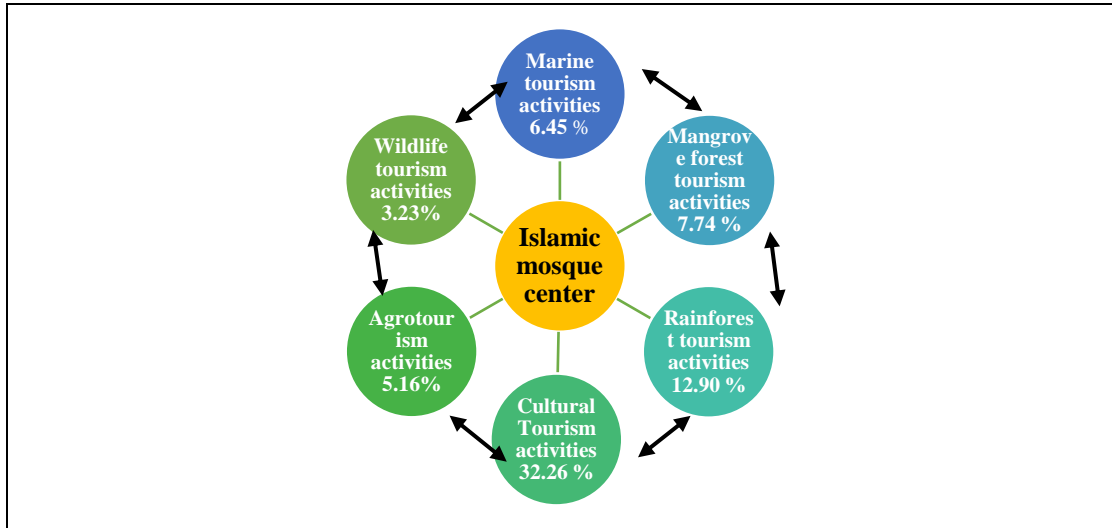 Marine
tourism
activities
6.45 %
Mangrov
e forest
tourism
activities
7.74 %
Rainfores
t tourism
activities
12.90 %
Cultural
Tourism
activities
32.26 %
Agrotour
ism
activities
5.16%
Wildlife
tourism
activities
3.23%
Islamic
mosque
center